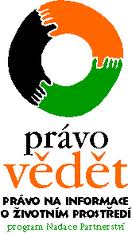 právo
vědět
PRÁVO NA INFORMACE
O ŽIVOTNÍM PROSTŘEDÍ
program Nadace Partnerství